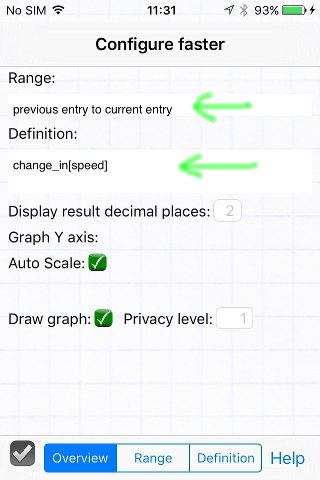 No SIM 11:31 93%
Configure faster
Range:
previous entry to current entry
Definition:
change_in[speed]
Display result decimal places: 2
Graph Y axis:
Auto Scale:
Draw graph: Privacy level: 1
Overview Range Definition Help